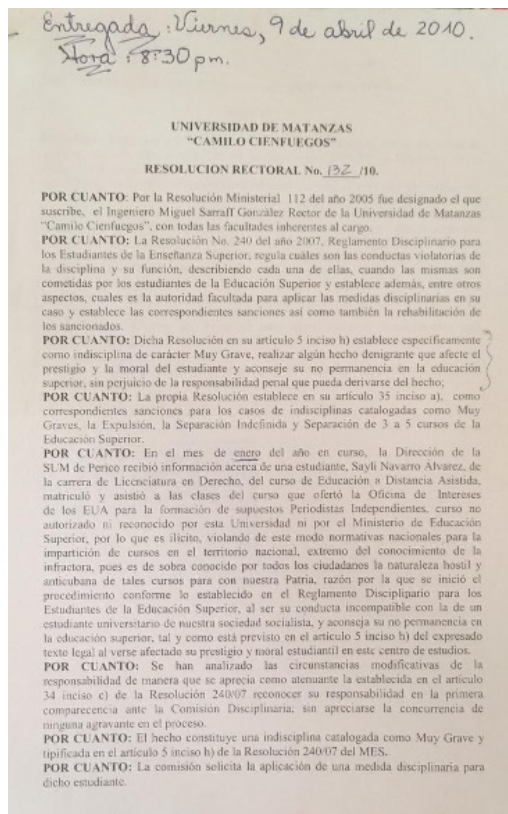 Entregada: Viernes, 9 de abril de 2010.
Hora: 8:30 pm.
UNIVERSIDAD DE MATANZAS
"CAMILO CIENFUEGOS"
RESOLUCION RECTORAL No. 132 /10.
POR CUANTO: Por la Resolución Ministerial 112 del año 2005 fue designado el que
suscribe, el Ingeniero Miguel Sarraff González Rector de la Universidad de Matanzas
"Camilo Cienfuegos", con todas las facultades inherentes al cargo.
POR CUANTO: La Resolución No. 240 del año 2007, Reglamento Disciplinario para
los Estudiantes de la Enseñanza Superior, regula cuáles son las conductas violatorias de
la disciplina y su función, describiendo cada una de ellas, cuando las mismas son
cometidas por los estudiantes de la Educación Superior y establece además, entre otros
aspectos, cuales es la autoridad facultada para aplicar las medidas disciplinarias en su
caso y establece las correspondientes sanciones así como también la rehabilitación de
los sancionados.
POR CUANTO: Dicha Resolución en su artículo 5 inciso h) establece específicamente
como indisciplina de carácter Muy Grave, realizar algún hecho denigrante que afecte el
prestigio y la moral del estudiante y aconseje su no permanencia en la educación
superior, sin perjuicio de la responsabilidad penal que pueda derivarse del hecho;
POR CUANTO: La propia Resolución establece en su artículo 35 inciso a), como
correspondientes sanciones para los casos de indisciplinas catalogadas como Muy
Graves, la Expulsión, la Separación Indefinida y Separación de 3 a 5 cursos de la
Educación Superior.
POR CUANTO: En el mes de enero del año en curso, la Dirección de la
SUM de Perico recibió información acerca de una estudiante, Sayli Navarro Alvarez, de
la carrera de Licenciatura en Derecho, del curso de Educación a Distancia Asistida,
matriculó y asistió a las clases del curso que ofertó la Oficina de Intereses
de los EUA para la formación de supuestos Periodistas Independientes, curso no
autorizado ni reconocido por esta Universidad ni por el Ministerio de Educación
Superior, por lo que es ilícito, violando de este modo normativas nacionales para la
impartición de cursos en el territorio nacional, extremo del conocimiento de la
infractora, pues es de sobra conocido por todos los ciudadanos la naturaleza hostil y
anticubana de tales cursos para con nuestra Patria, razón por la que se inició el
procedimiento conforme lo establecido en el Reglamento Disciplipario para los
Estudiantes de la Educación Superior, al ser su conducta incompatible con la de un
estudiante universitario de nuestra sociedad socialista, y aconseja su no permanencia en
la educación superior, tal y como está previsto en el artículo 5 inciso h) del expresado
texto legal al verse afectado su prestigio y moral estudiantil en este centro de estudios.
POR CUANTO: Se han analizado las circunstancias modificativas de la
responsabilidad de manera que se aprecia como atenuante la establecida en el artículo
34 inciso c) de la Resolución 240/07 reconocer su responsabilidad en la primera
comparecencia ante la Comisión Disciplinaria, sin apreciarse la concurrencia de
ninguna agravante en el proceso.
POR CUANTO: El hecho constituye una indisciplina catalogada como Muy Grave y
tipificada en el artículo 5 inciso h) de la Resolución 240/07 del MES.
POR CUANTO: La comisión solicita la aplicación de una medida disciplinaria para
dicho estudiante.